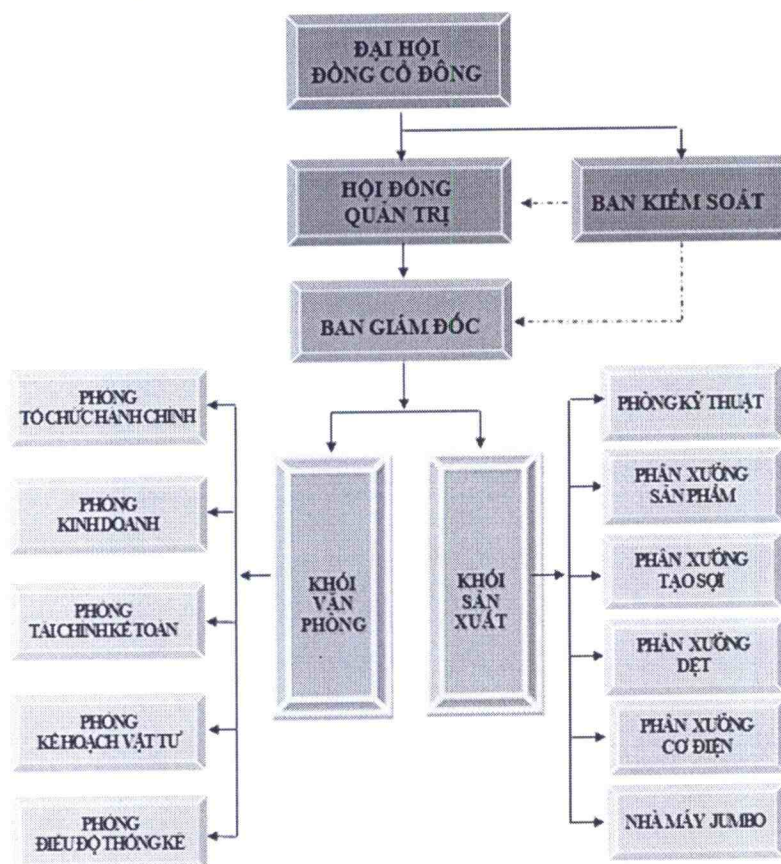 ĐẠI HỘI
ĐỒNG CỔ ĐÔNG
HỘI ĐỒNG
QUẢN TRỊ
BAN KIỂM SOÁT
BAN GIÁM ĐỐC
PHÒNG
TỔ CHỨC HÀNH CHÍNH
PHÒNG
KINH DOANH
PHÒNG
TÀI CHÍNH KẾ TOÁN
PHÒNG
KẾ HOẠCH VẬT TƯ
PHÒNG
ĐIỀU ĐỘ THỐNG KÊ
KHỐI
VĂN
PHÒNG
KHỐI
SẢN
XUẤT
PHÒNG KỸ THUẬT
PHÂN XƯỞNG
SẢN PHẨM
PHÂN XƯỞNG
TẠO SỢI
PHÂN XƯỞNG
DỆT
PHÂN XƯỞNG
CƠ ĐIỆN
NHÀ MÁY JUMBO